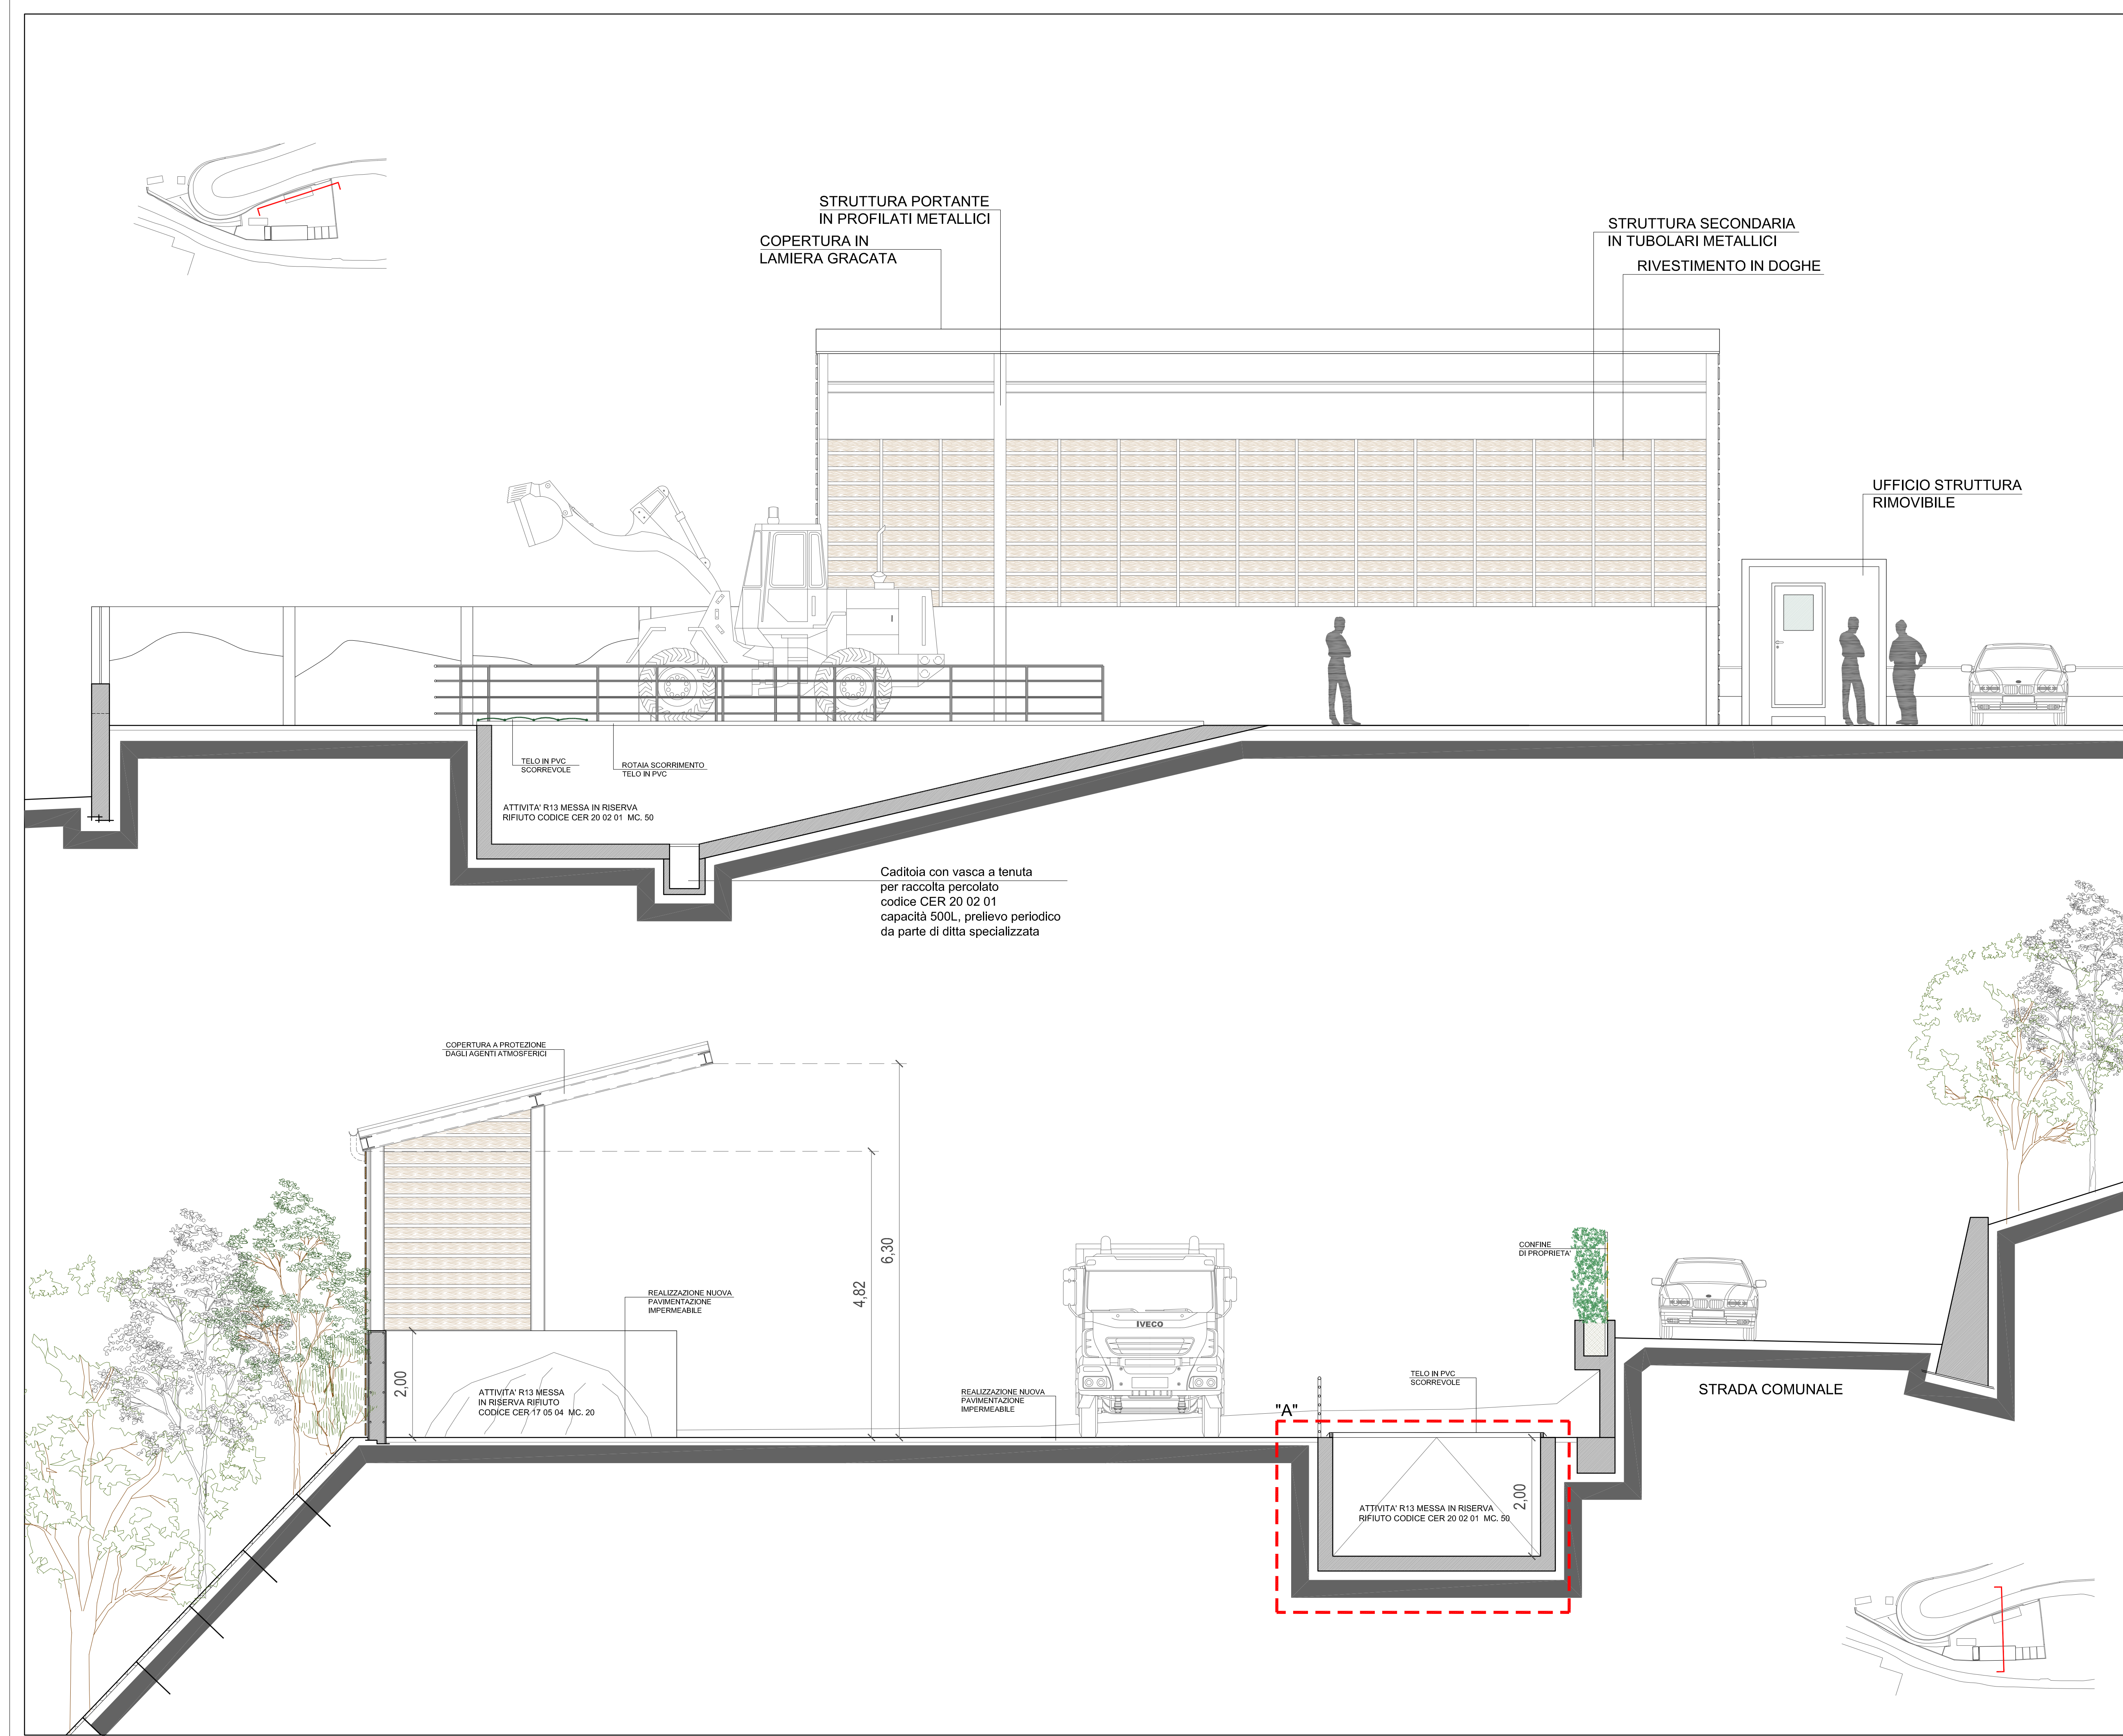 STRUTTURA PORTANTE
IN PROFILATI METALLICI
COPERTURA IN
LAMIERA GRACATA
STRUTTURA SECONDARIA
IN TUBOLARI METALLICI
RIVESTIMENTO IN DOGHE
UFFICIO STRUTTURA
RIMOVIBILE
TELO IN PVC
SCORREVOLE
ROTAIA SCORRIMENTO
TELO IN PVC
ATTIVITA' R13 MESSA IN RISERVA
RIFIUTO CODICE CER 20 02 01 MC. 50
Caditoia con vasca a tenuta
per raccolta percolato
codice CER 20 02 01
capacità 500L, prelievo periodico
da parte di ditta specializzata
COPERTURA A PROTEZIONE
DAGLI AGENTI ATMOSFERICI
6,30
4,82
2,00
REALIZZAZIONE NUOVA
PAVIMENTAZIONE
IMPERMEABILE
ATTIVITA' R13 MESSA
IN RISERVA RIFIUTO
CODICE CER 17 05 04 MC. 20
IVECO
REALIZZAZIONE NUOVA
PAVIMENTAZIONE
IMPERMEABILE
CONFINE
DI PROPRIETA'
TELO IN PVC
SCORREVOLE
"A"
STRADA COMUNALE
2,00
ATTIVITA' R13 MESSA IN RISERVA
RIFIUTO CODICE CER 20 02 01 MC. 50